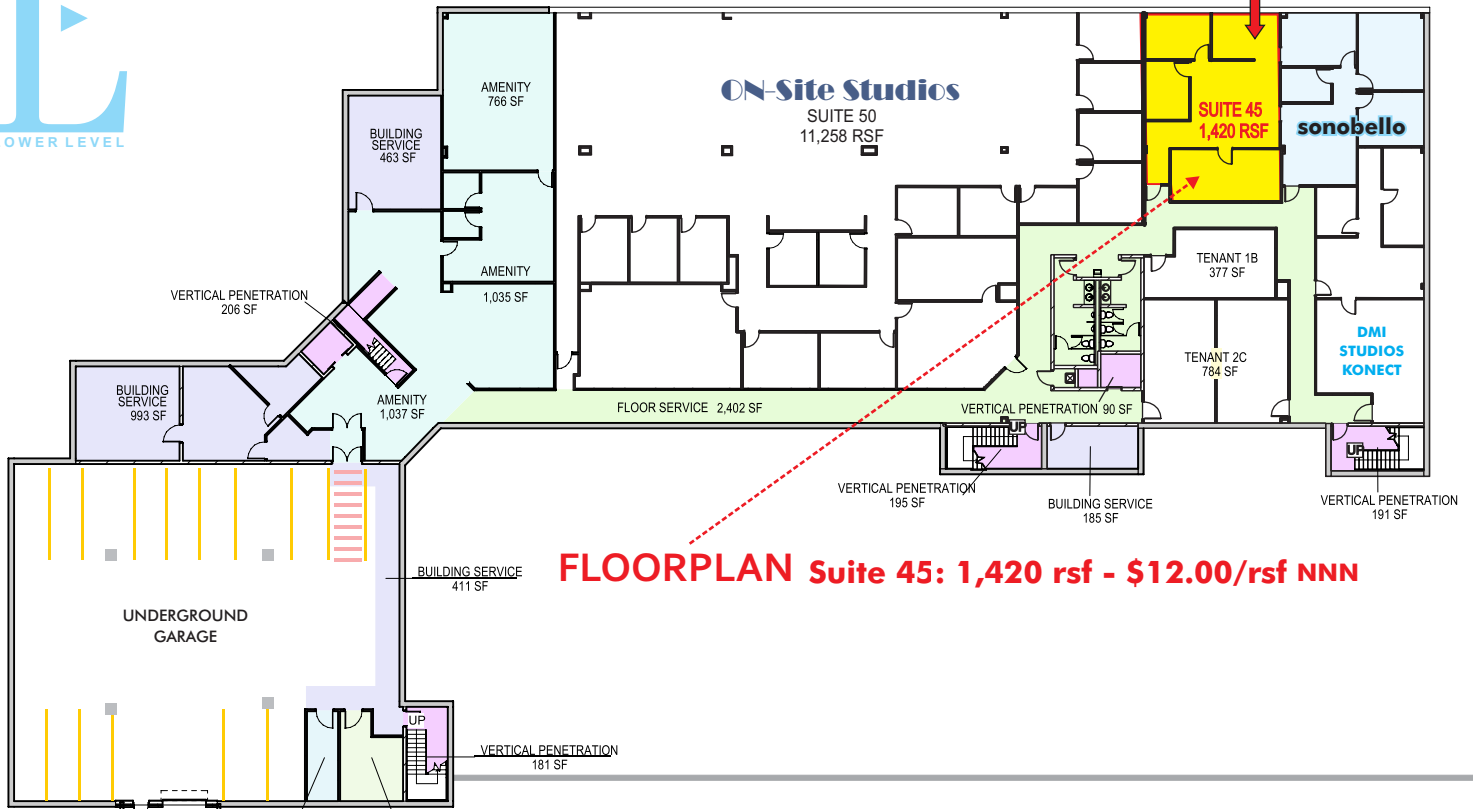 L
OWER LEVEL
AMENITY
766 SF
BUILDING
SERVICE
463 SF
ON-Site Studios
SUITE 50
11,258 RSF
SUITE 45
1,420 RSF
sonobello
AMENITY
1,035 SF
TENANT 1B
377 SF
VERTICAL PENETRATION
206 SF
DMI
STUDIOS
KONECT
TENANT 2C
784 SF
BUILDING
SERVICE
993 SF
AMENITY
1,037 SF
FLOOR SERVICE 2,402 SF
VERTICAL PENETRATION 90 SF
UP
UP
VERTICAL PENETRATION
195 SF
BUILDING SERVICE
185 SF
VERTICAL PENETRATION
191 SF
FLOORPLAN Suite 45: 1,420 rsf - $12.00/rsf NNN
BUILDING SERVICE
411 SF
UNDERGROUND
GARAGE
UP
VERTICAL PENETRATION
181 SF